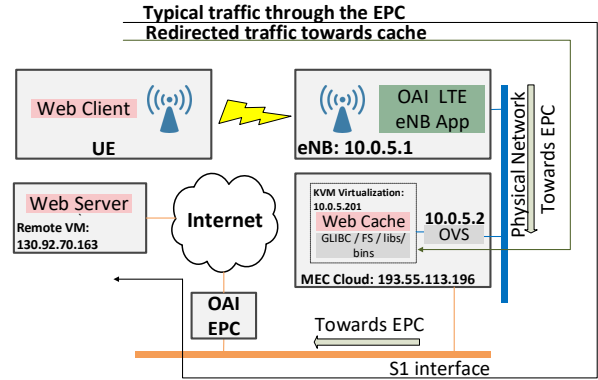 Typical traffic through the EPC
Redirected traffic towards cache
Web Client
UE
OAI LTE
eNB App
eNB: 10.0.5.1
Physical Network
Towards EPC
Web Server
Remote VM:
130.92.70.163
Internet
KVM Virtualization:
10.0.5.201
Web Cache
GLIBC / FS / libs/
bins
10.0.5.2
OVS
MEC Cloud: 193.55.113.196
OAI
EPC
Towards EPC
S1 interface